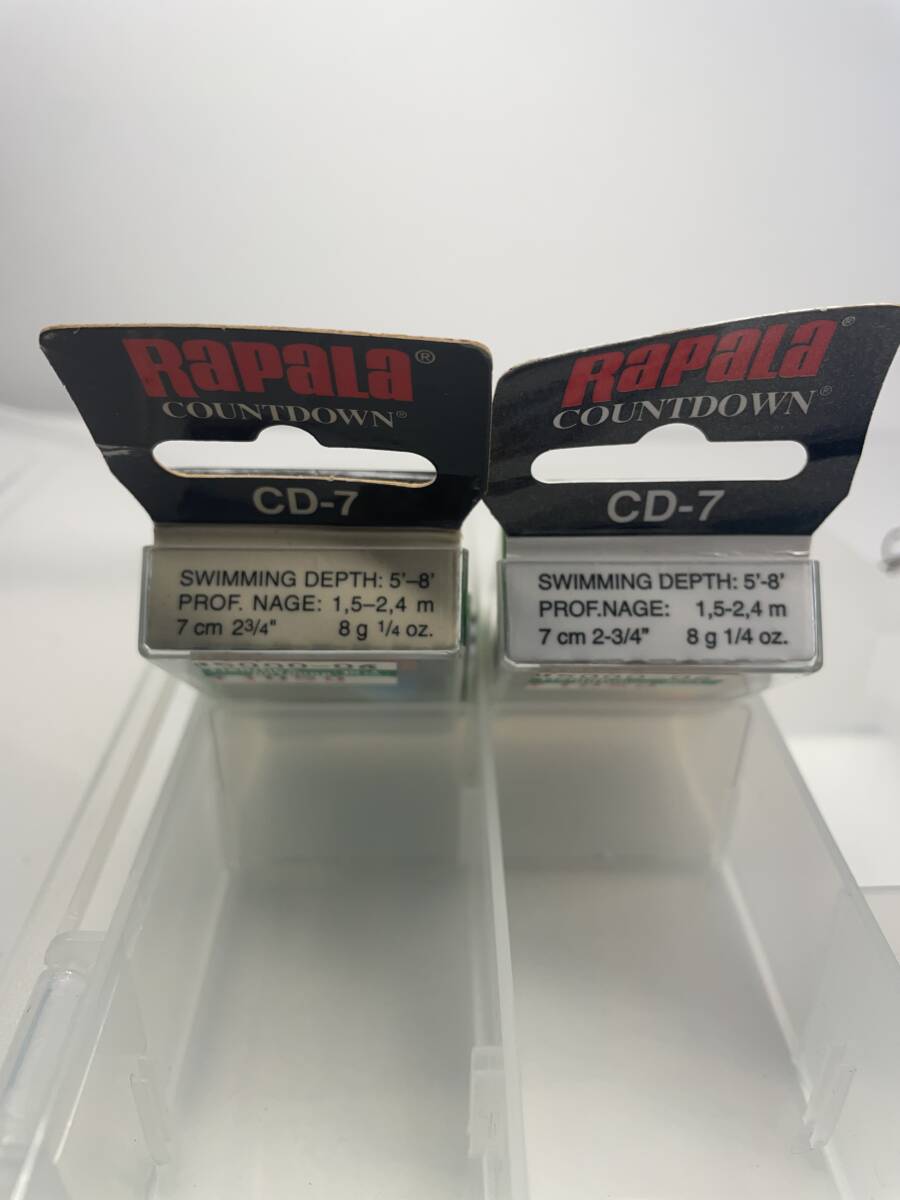 RapaLa®
COUNTDOWN®
CD-7
SWIMMING DEPTH: 5'–8'
PROF. NAGE: 1,5–2,4 m
7 cm 2 3/4" 8 g 1/4 oz.
RapaLa®
COUNTDOWN®
CD-7
SWIMMING DEPTH: 5'-8'
PROF.NAGE: 1,5-2,4 m
7 cm 2-3/4" 8 g 1/4 oz.